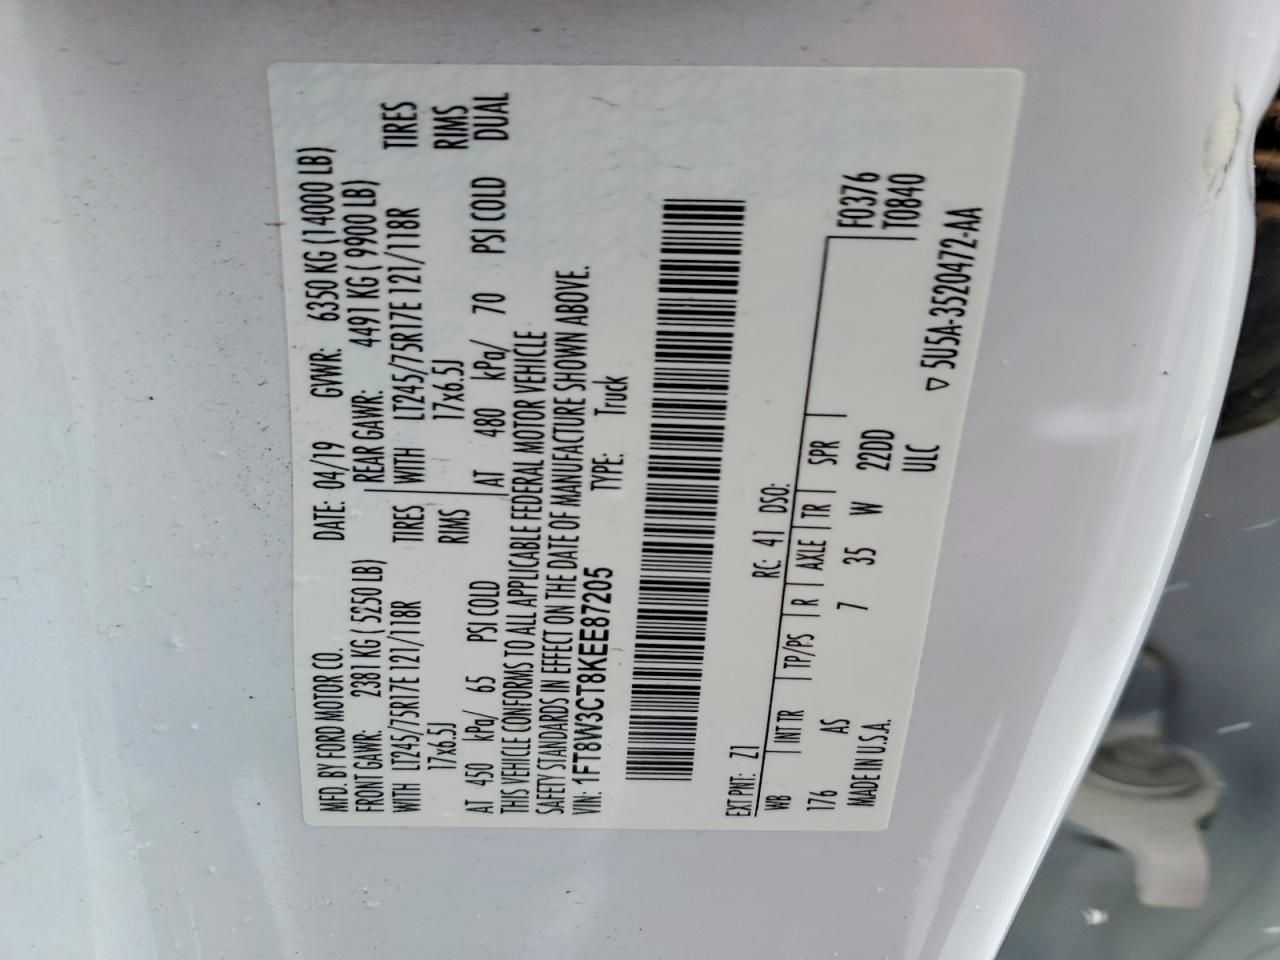 MFD. BY FORD MOTOR CO. DATE: 04/19 GVWR: 6350 KG (14000 LB)
FRONT GAWR: 2381 KG (5250 LB) REAR GAWR: 4491 KG (9900 LB)
WITH LT245/75R17E 121/118R TIRES WITH LT245/75R17E 121/118R TIRES
17x6.5J RIMS 17x6.5J RIMS
AT 450 kPa/ 65 PSI COLD AT 480 kPa/ 70 PSI COLD DUAL
THIS VEHICLE CONFORMS TO ALL APPLICABLE FEDERAL MOTOR VEHICLE
SAFETY STANDARDS IN EFFECT ON THE DATE OF MANUFACTURE SHOWN ABOVE.
VIN: 1FT8W3CT8KEE87205 TYPE: Truck
EXT PNT: Z1 RC: 41 DSO:
WB INT TR TP/PS R AXLE TR SPR F0376
176 AS 7 35 W 22DD T0840
MADE IN U.S.A. ULC
▽ 5U5A-3520472-AA